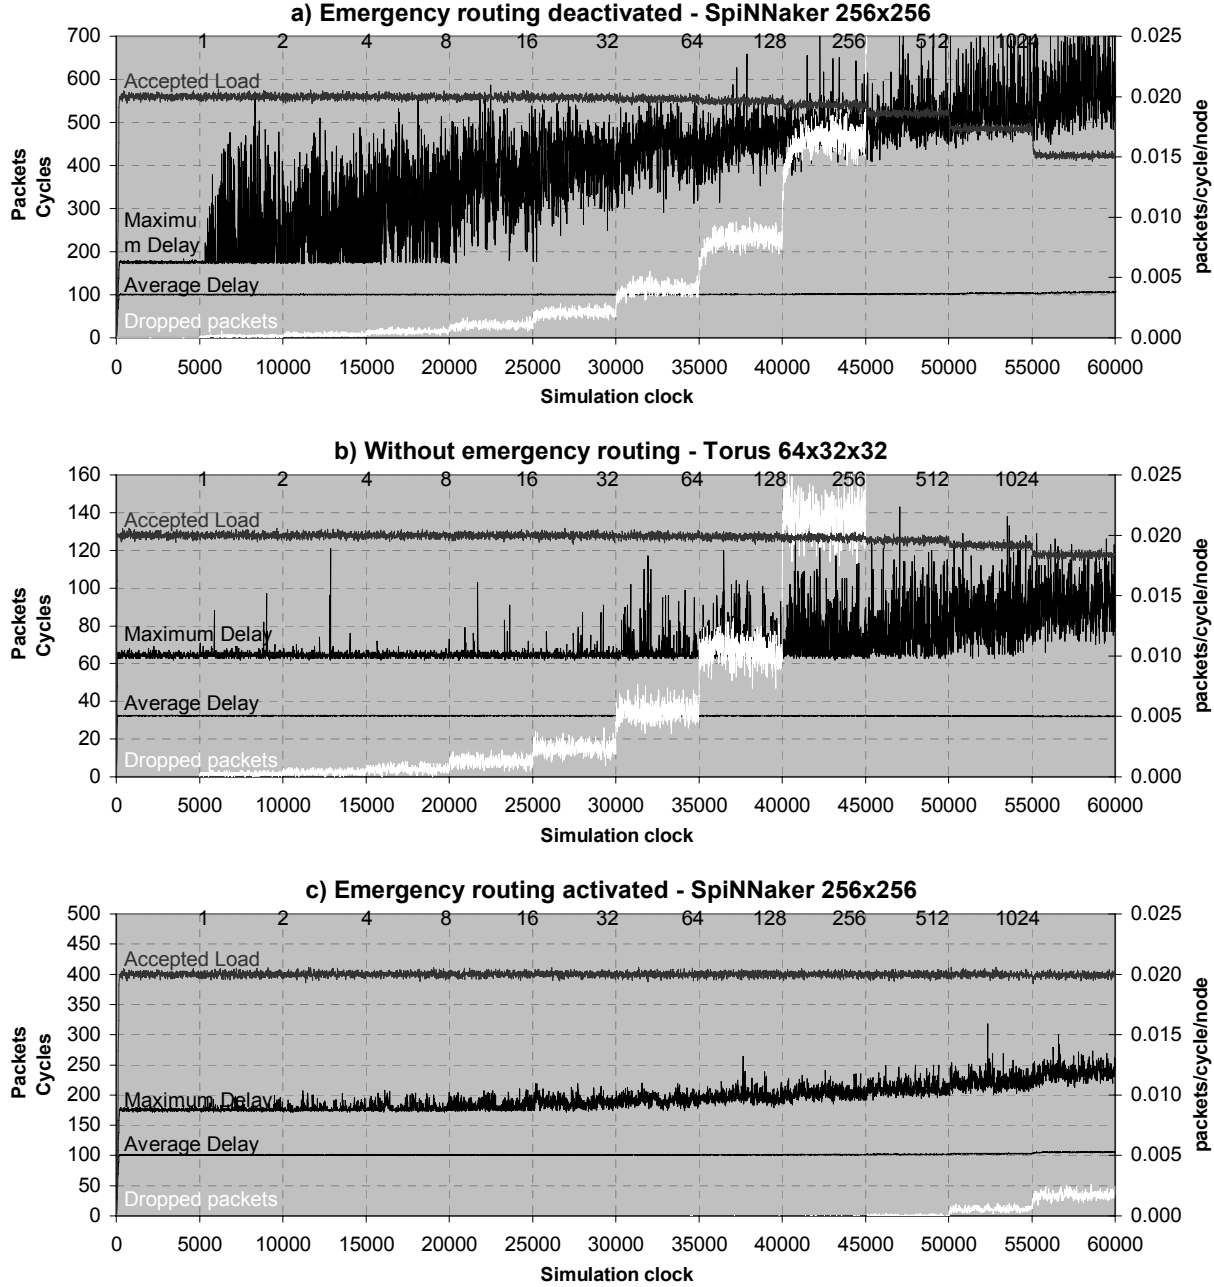 a) Emergency routing deactivated - SpiNNaker 256x256
1 2 4 8 16 32 64 128 256 512 1024
700 600 500 400 300 200 100 0
Packets
Cycles
Accepted Load
Maximu
m Delay
Average Delay
Dropped packets
0.025 0.020 0.015 0.010 0.005 0.000
packets/cycle/node
0 5000 10000 15000 20000 25000 30000 35000 40000 45000 50000 55000 60000
Simulation clock
b) Without emergency routing - Torus 64x32x32
1 2 4 8 16 32 64 128 256 512 1024
160 140 120 100 80 60 40 20 0
Packets
Cycles
Accepted Load
Maximum Delay
Average Delay
Dropped packets
0.025 0.020 0.015 0.010 0.005 0.000
packets/cycle/node
0 5000 10000 15000 20000 25000 30000 35000 40000 45000 50000 55000 60000
Simulation clock
c) Emergency routing activated - SpiNNaker 256x256
1 2 4 8 16 32 64 128 256 512 1024
500 450 400 350 300 250 200 150 100 50 0
Packets
Cycles
Accepted Load
Maximum Delay
Average Delay
Dropped packets
0.025 0.020 0.015 0.010 0.005 0.000
packets/cycle/node
0 5000 10000 15000 20000 25000 30000 35000 40000 45000 50000 55000 60000
Simulation clock